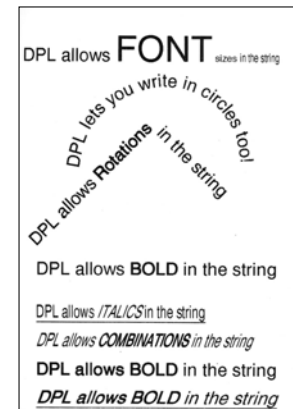 DPL allows FONT sizes in the string
DPL lets you write in circles too!
DPL allows Rotations in the string
DPL allows BOLD in the string
DPL allows ITALICS in the string
DPL allows COMBINATIONS in the string
DPL allows BOLD in the string
DPL allows BOLD in the string